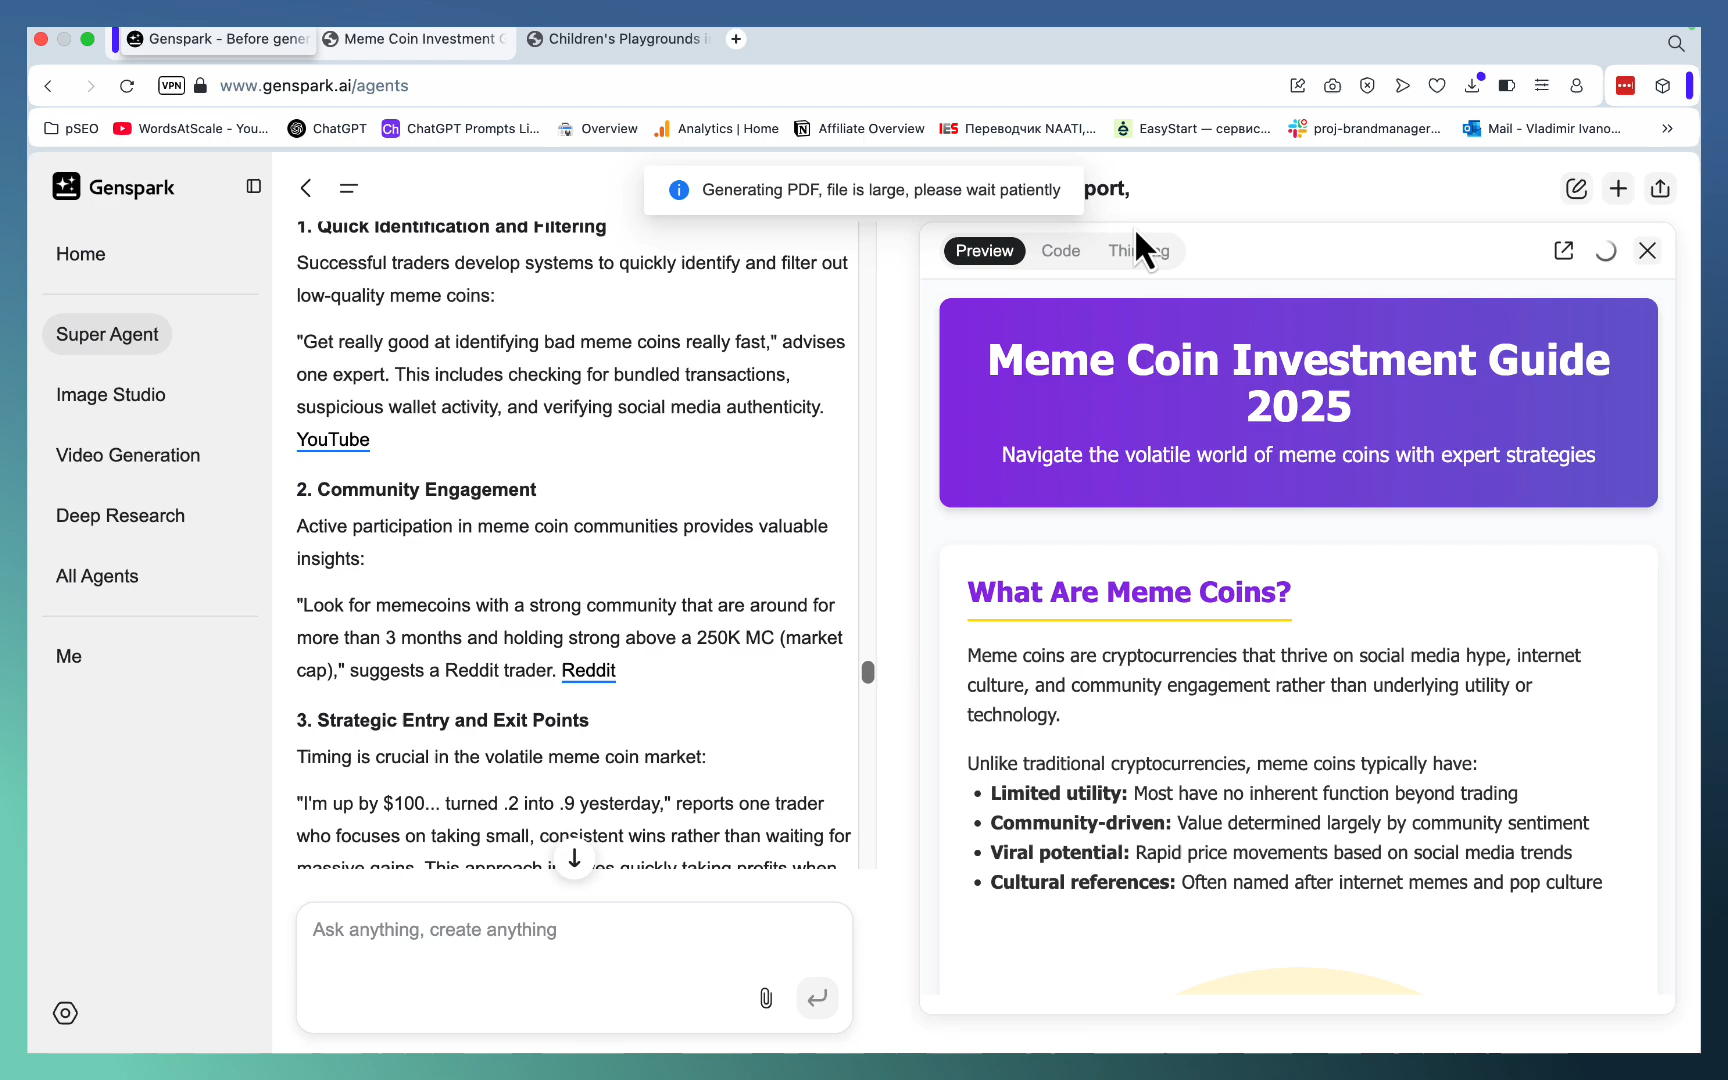 Genspark - Before gener
Meme Coin Investment G
Children's Playgrounds i
VPN
www.genspark.ai/agents
pSEO
WordsAtScale - You...
ChatGPT
Ch
ChatGPT Prompts Li...
Overview
Analytics | Home
Affiliate Overview
IES
Переводчик NAATI,...
EasyStart — сервис...
proj-brandmanager...
Mail - Vladimir Ivano...
Genspark
Home
Super Agent
Image Studio
Video Generation
Deep Research
All Agents
Me
Generating PDF, file is large, please wait patiently
port,
1. Quick Identification and Filtering
Successful traders develop systems to quickly identify and filter out
low-quality meme coins:
"Get really good at identifying bad meme coins really fast," advises
one expert. This includes checking for bundled transactions,
suspicious wallet activity, and verifying social media authenticity.
YouTube
2. Community Engagement
Active participation in meme coin communities provides valuable
insights:
"Look for memecoins with a strong community that are around for
more than 3 months and holding strong above a 250K MC (market
cap)," suggests a Reddit trader. Reddit
3. Strategic Entry and Exit Points
Timing is crucial in the volatile meme coin market:
"I'm up by $100... turned .2 into .9 yesterday," reports one trader
who focuses on taking small, consistent wins rather than waiting for
massive gains. This approach quickly taking profits when
Ask anything, create anything
Preview
Code
Thinking
Meme Coin Investment Guide
2025
Navigate the volatile world of meme coins with expert strategies
What Are Meme Coins?
Meme coins are cryptocurrencies that thrive on social media hype, internet
culture, and community engagement rather than underlying utility or
technology.
Unlike traditional cryptocurrencies, meme coins typically have:
• Limited utility: Most have no inherent function beyond trading
• Community-driven: Value determined largely by community sentiment
• Viral potential: Rapid price movements based on social media trends
• Cultural references: Often named after internet memes and pop culture